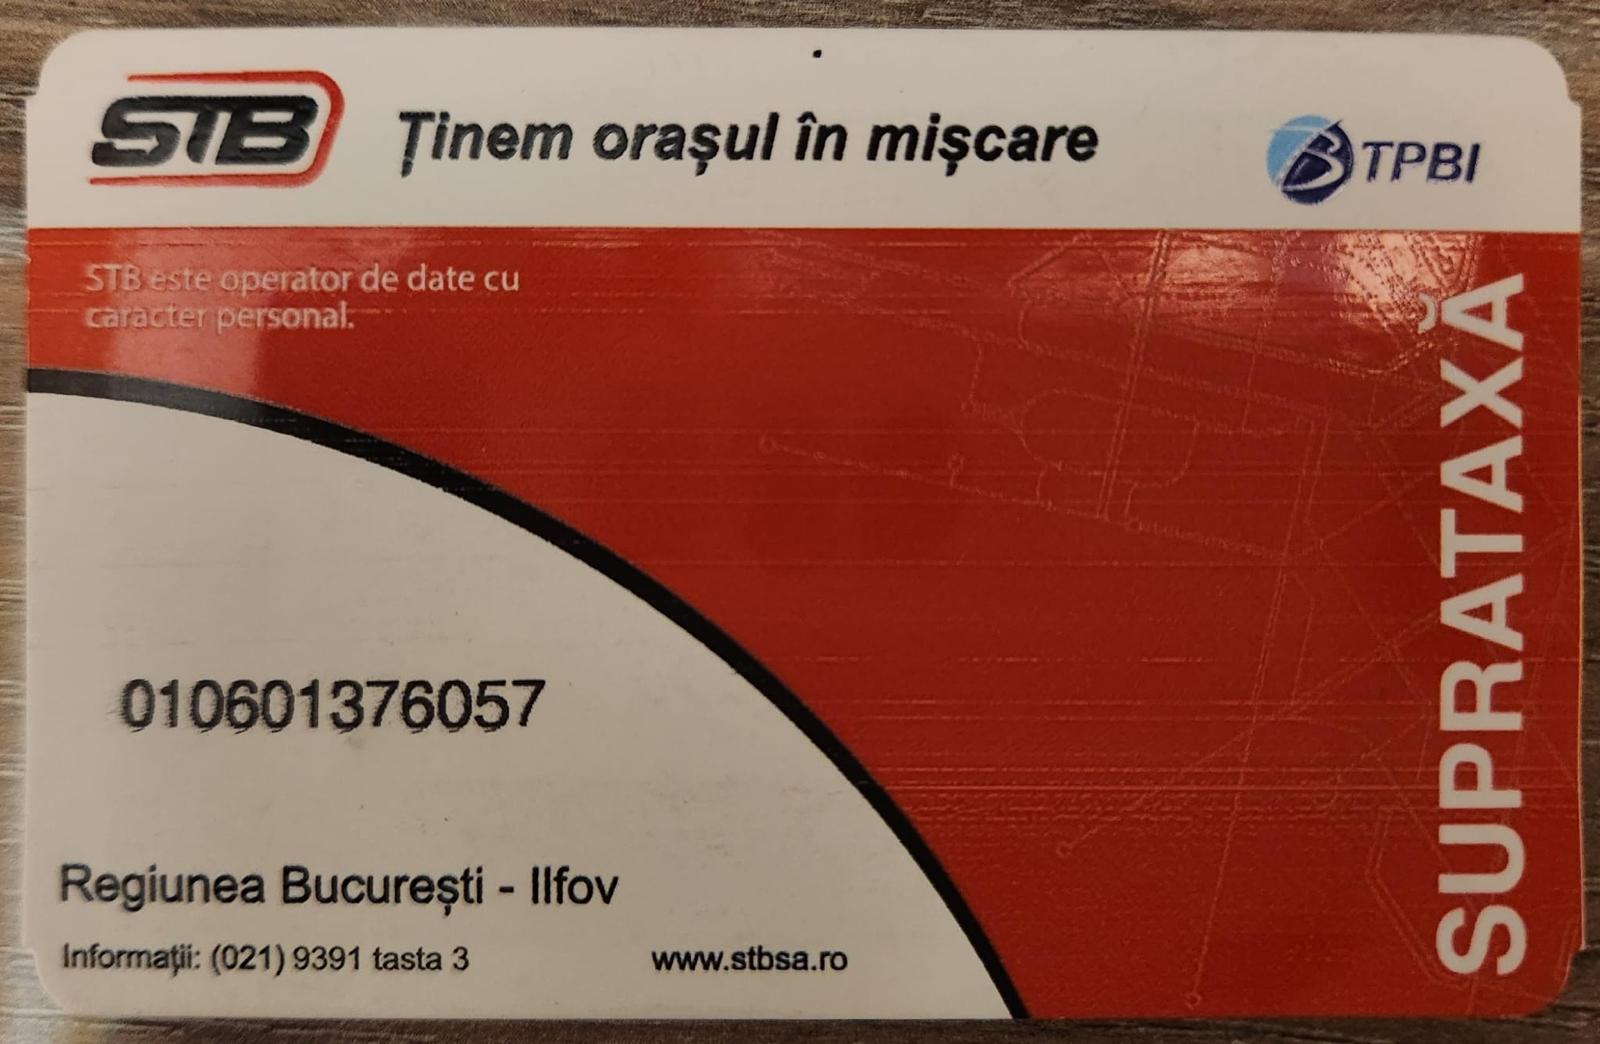 STB Ținem orașul în mișcare TPBI
STB este operator de date cu
caracter personal.
SUPRATAXĂ
010601376057
Regiunea București - Ilfov
Informații: (021) 9391 tasta 3 www.stbsa.ro